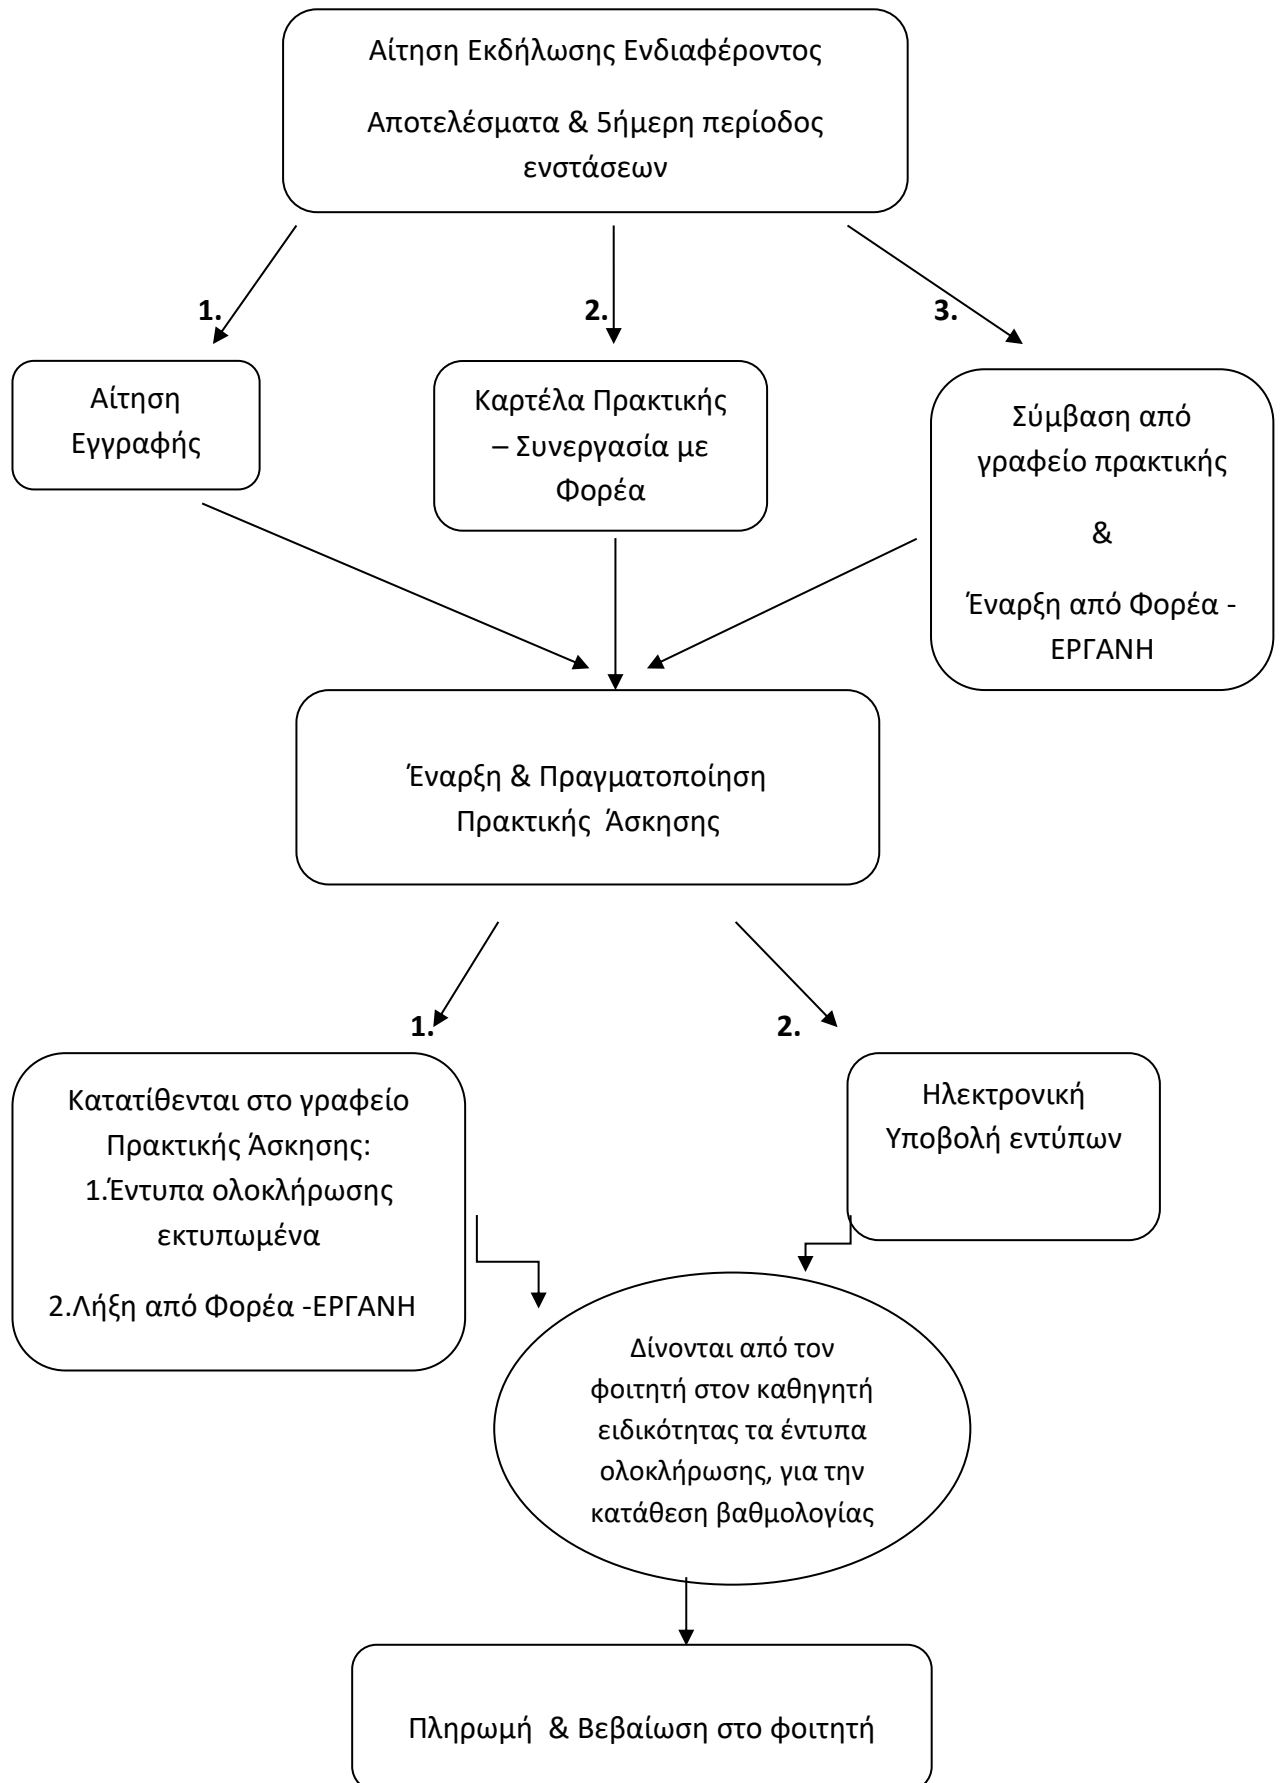 Αίτηση Εκδήλωσης Ενδιαφέροντος
Αποτελέσματα & 5ήμερη περίοδος
ενστάσεων
1.
2.
3.
Αίτηση
Εγγραφής
Καρτέλα Πρακτικής
– Συνεργασία με
Φορέα
Σύμβαση από
γραφείο πρακτικής
&
Έναρξη από Φορέα -
ΕΡΓΑΝΗ
Έναρξη & Πραγματοποίηση
Πρακτικής Άσκησης
1.
2.
Κατατίθενται στο γραφείο
Πρακτικής Άσκησης:
1.Έντυπα ολοκλήρωσης
εκτυπωμένα
2.Λήξη από Φορέα -ΕΡΓΑΝΗ
Ηλεκτρονική
Υποβολή εντύπων
Δίνονται από τον
φοιτητή στον καθηγητή
ειδικότητας τα έντυπα
ολοκλήρωσης, για την
κατάθεση βαθμολογίας
Πληρωμή & Βεβαίωση στο φοιτητή